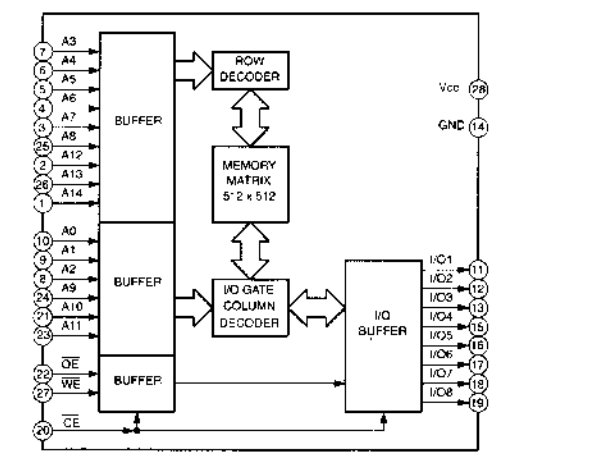 7 A3
6 A4
5 A5
4 A6
3 A7
25 A8
2 A12
26 A13
1 A14
BUFFER
ROW
DECODER
Vcc 28
GND 14
MEMORY
MATRIX
512 x 512
10 A0
9 A1
8 A2
24 A9
21 A10
23 A11
BUFFER
I/O GATE
COLUMN
DECODER
I/O
BUFFER
I/O1 11
I/O2 12
I/O3 13
I/O4 15
I/O5 16
I/O6 17
I/O7 18
I/O8 19
22 OE
27 WE
BUFFER
20 CE